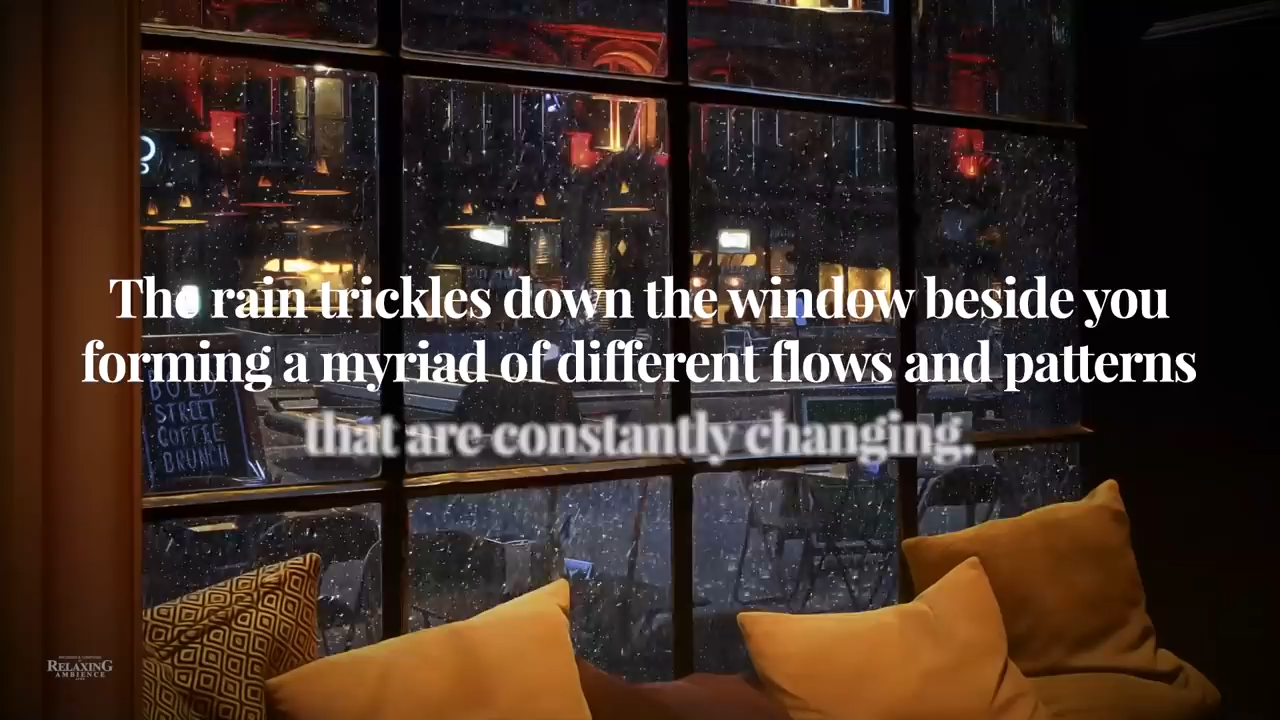 The rain trickles down the window beside you
forming a myriad of different flows and patterns
that are constantly changing.
BOLD
STREET
COFFEE
BRUNCH
RELAXING
AMBIENCE